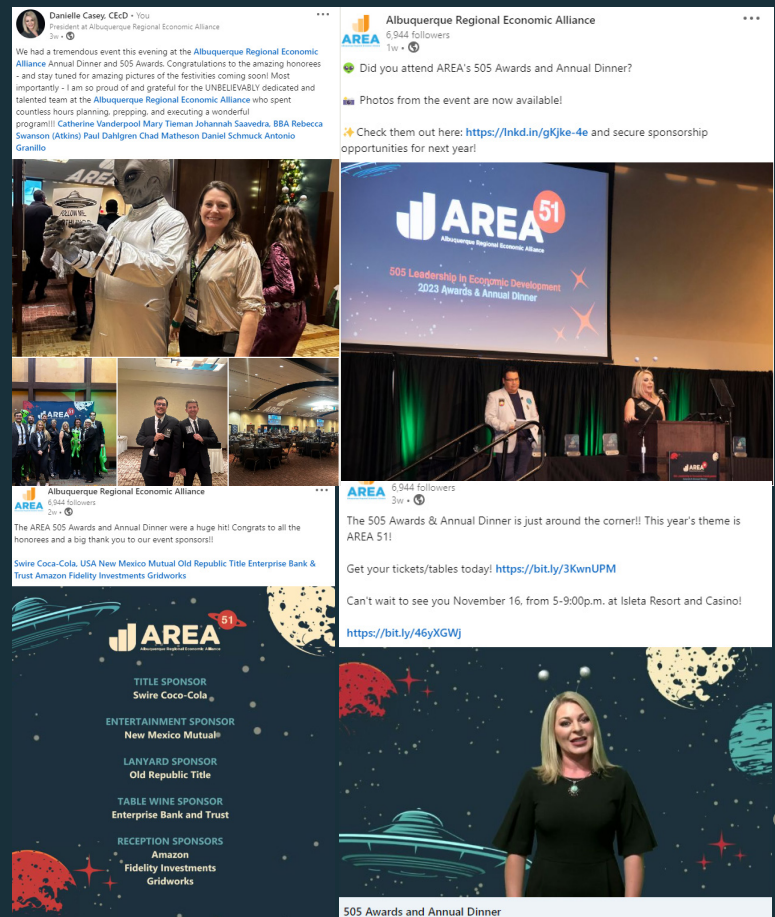 Danielle Casey, CEcD • You
President at Albuquerque Regional Economic Alliance
3w •
We had a tremendous event this evening at the Albuquerque Regional Economic
Alliance Annual Dinner and 505 Awards. Congratulations to the amazing honorees
- and stay tuned for amazing pictures of the festivities coming soon! Most
importantly - I am so proud of and grateful for the UNBELIEVABLY dedicated and
talented team at the Albuquerque Regional Economic Alliance who spent
countless hours planning, prepping, and executing a wonderful
program!!! Catherine Vanderpool Mary Tieman Johannah Saavedra, BBA Rebecca
Swanson (Atkins) Paul Dahlgren Chad Matheson Daniel Schmuck Antonio
Granillo
AREA
FOLLOW ME,
AREA 51
AREA
Albuquerque Regional Economic Alliance
6,944 followers
1w •
Did you attend AREA's 505 Awards and Annual Dinner?
Photos from the event are now available!
Check them out here: https://lnkd.in/gKjke-4e and secure sponsorship
opportunities for next year!
AREA 51
Albuquerque Regional Economic Alliance
505 Leadership in Economic Development
2023 Awards & Annual Dinner
AREA 51
AREA
Albuquerque Regional Economic Alliance
6,944 followers
2w •
The AREA 505 Awards and Annual Dinner were a huge hit! Congrats to all the
honorees and a big thank you to our event sponsors!!
Swire Coca-Cola, USA New Mexico Mutual Old Republic Title Enterprise Bank &
Trust Amazon Fidelity Investments Gridworks
AREA 51
Albuquerque Regional Economic Alliance
TITLE SPONSOR
Swire Coco-Cola
ENTERTAINMENT SPONSOR
New Mexico Mutual
LANYARD SPONSOR
Old Republic Title
TABLE WINE SPONSOR
Enterprise Bank and Trust
RECEPTION SPONSORS
Amazon
Fidelity Investments
Gridworks
AREA
6,944 followers
3w •
The 505 Awards & Annual Dinner is just around the corner!! This year's theme is
AREA 51!
Get your tickets/tables today! https://bit.ly/3KwnUPM
Can't wait to see you November 16, from 5-9:00p.m. at Isleta Resort and Casino!
https://bit.ly/46yXGWj
505 Awards and Annual Dinner